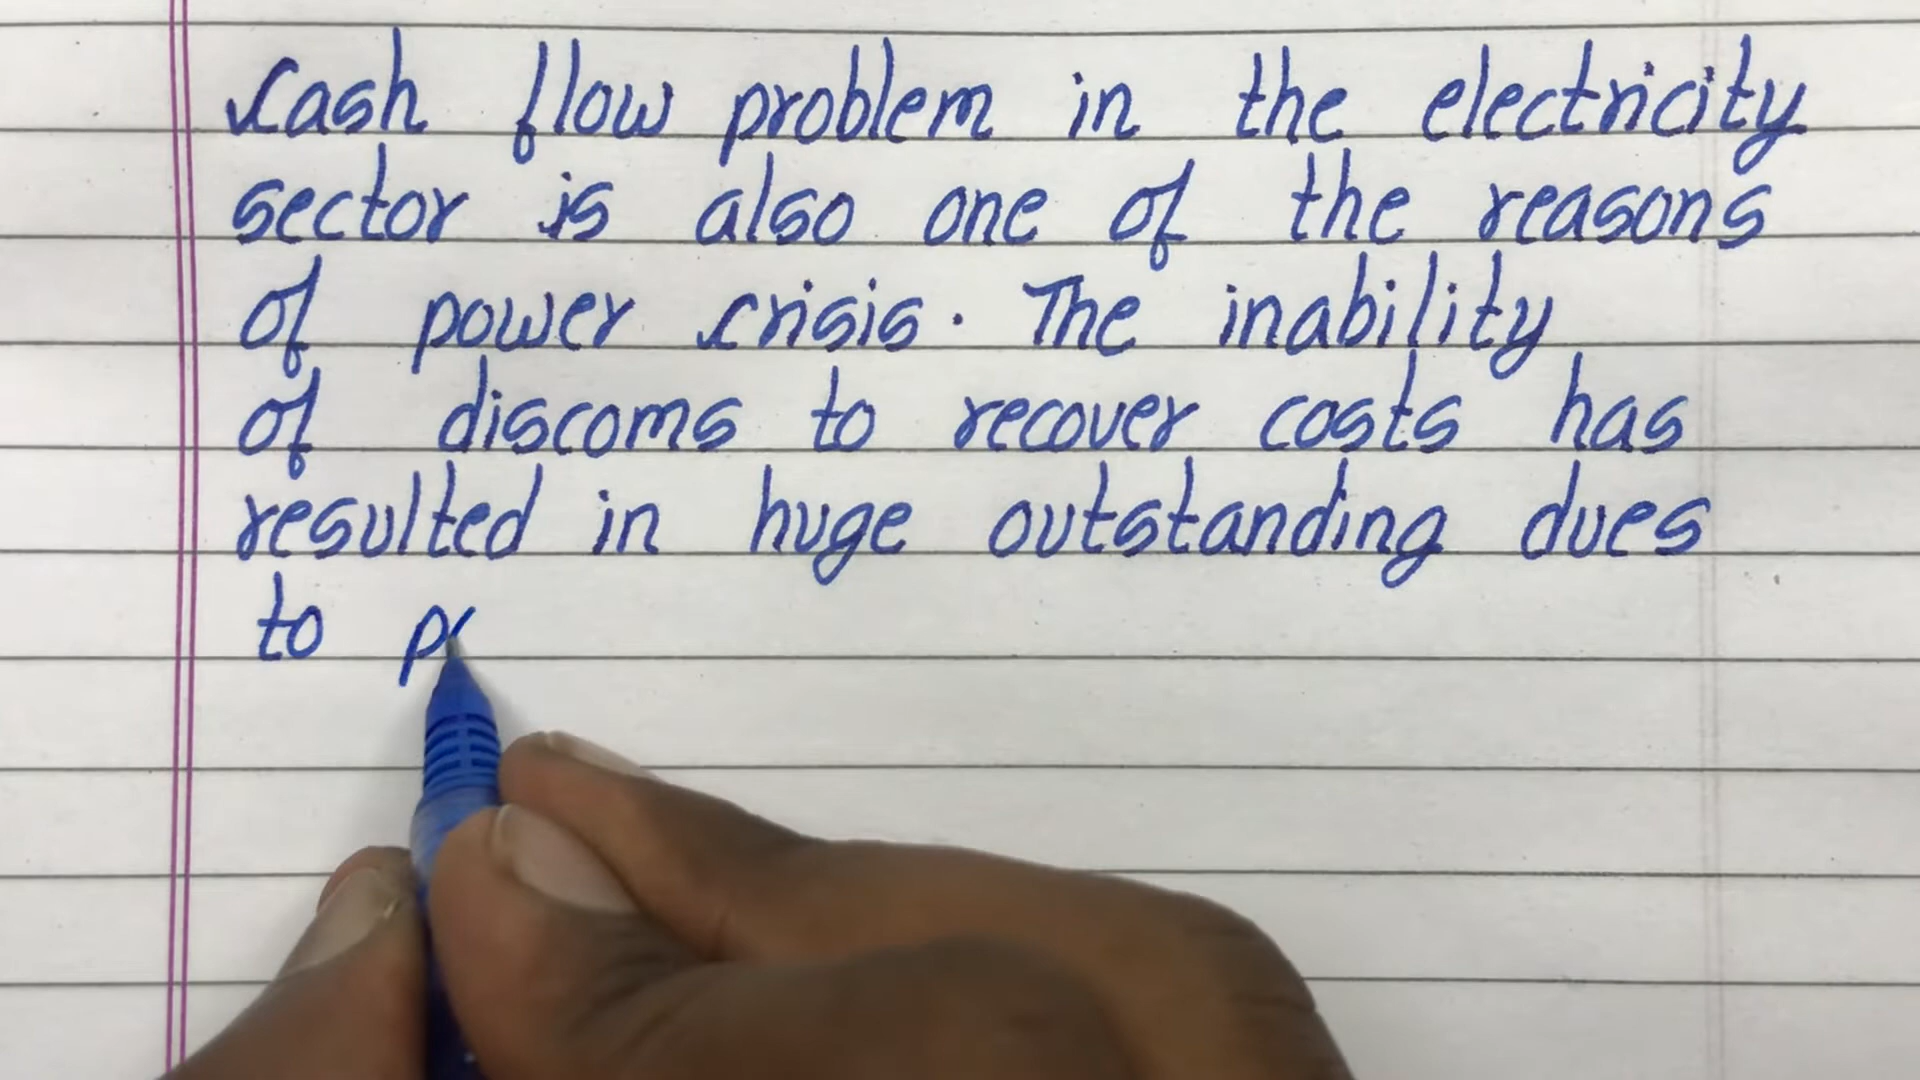 Cash flow problem in the electricity
sector is also one of the reasons
of power crisis. The inability
of discoms to recover costs has
resulted in huge outstanding dues
to p